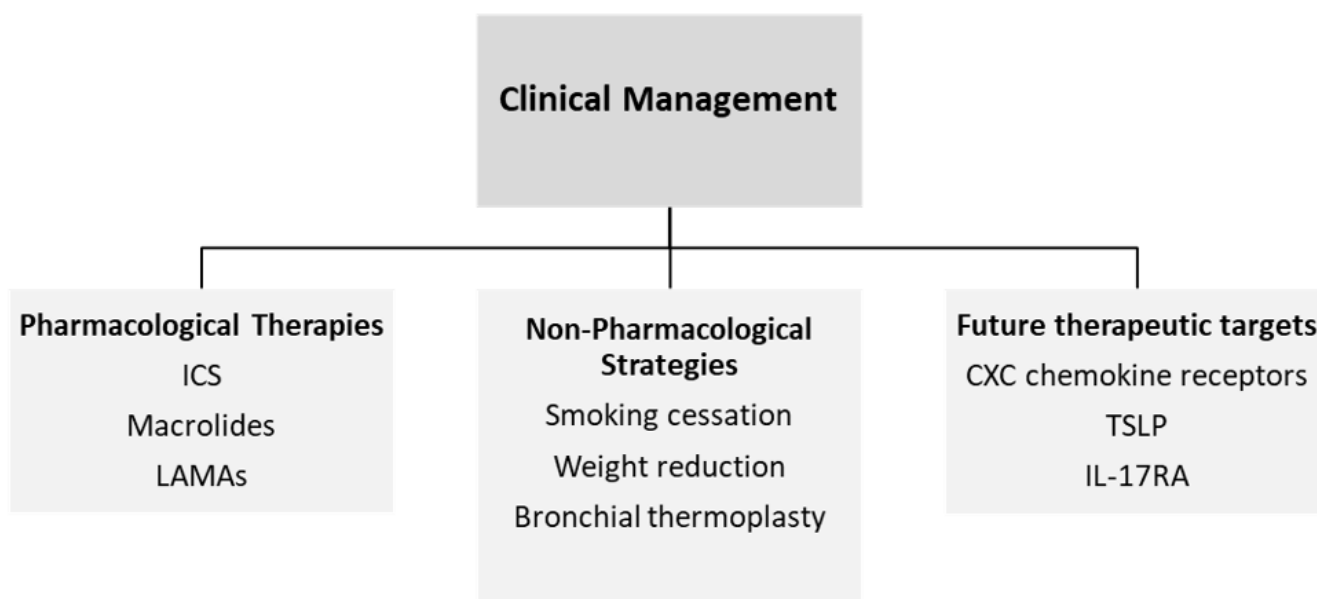 Clinical Management
Pharmacological Therapies
ICS
Macrolides
LAMAs
Non-Pharmacological
Strategies
Smoking cessation
Weight reduction
Bronchial thermoplasty
Future therapeutic targets
CXC chemokine receptors
TSLP
IL-17RA